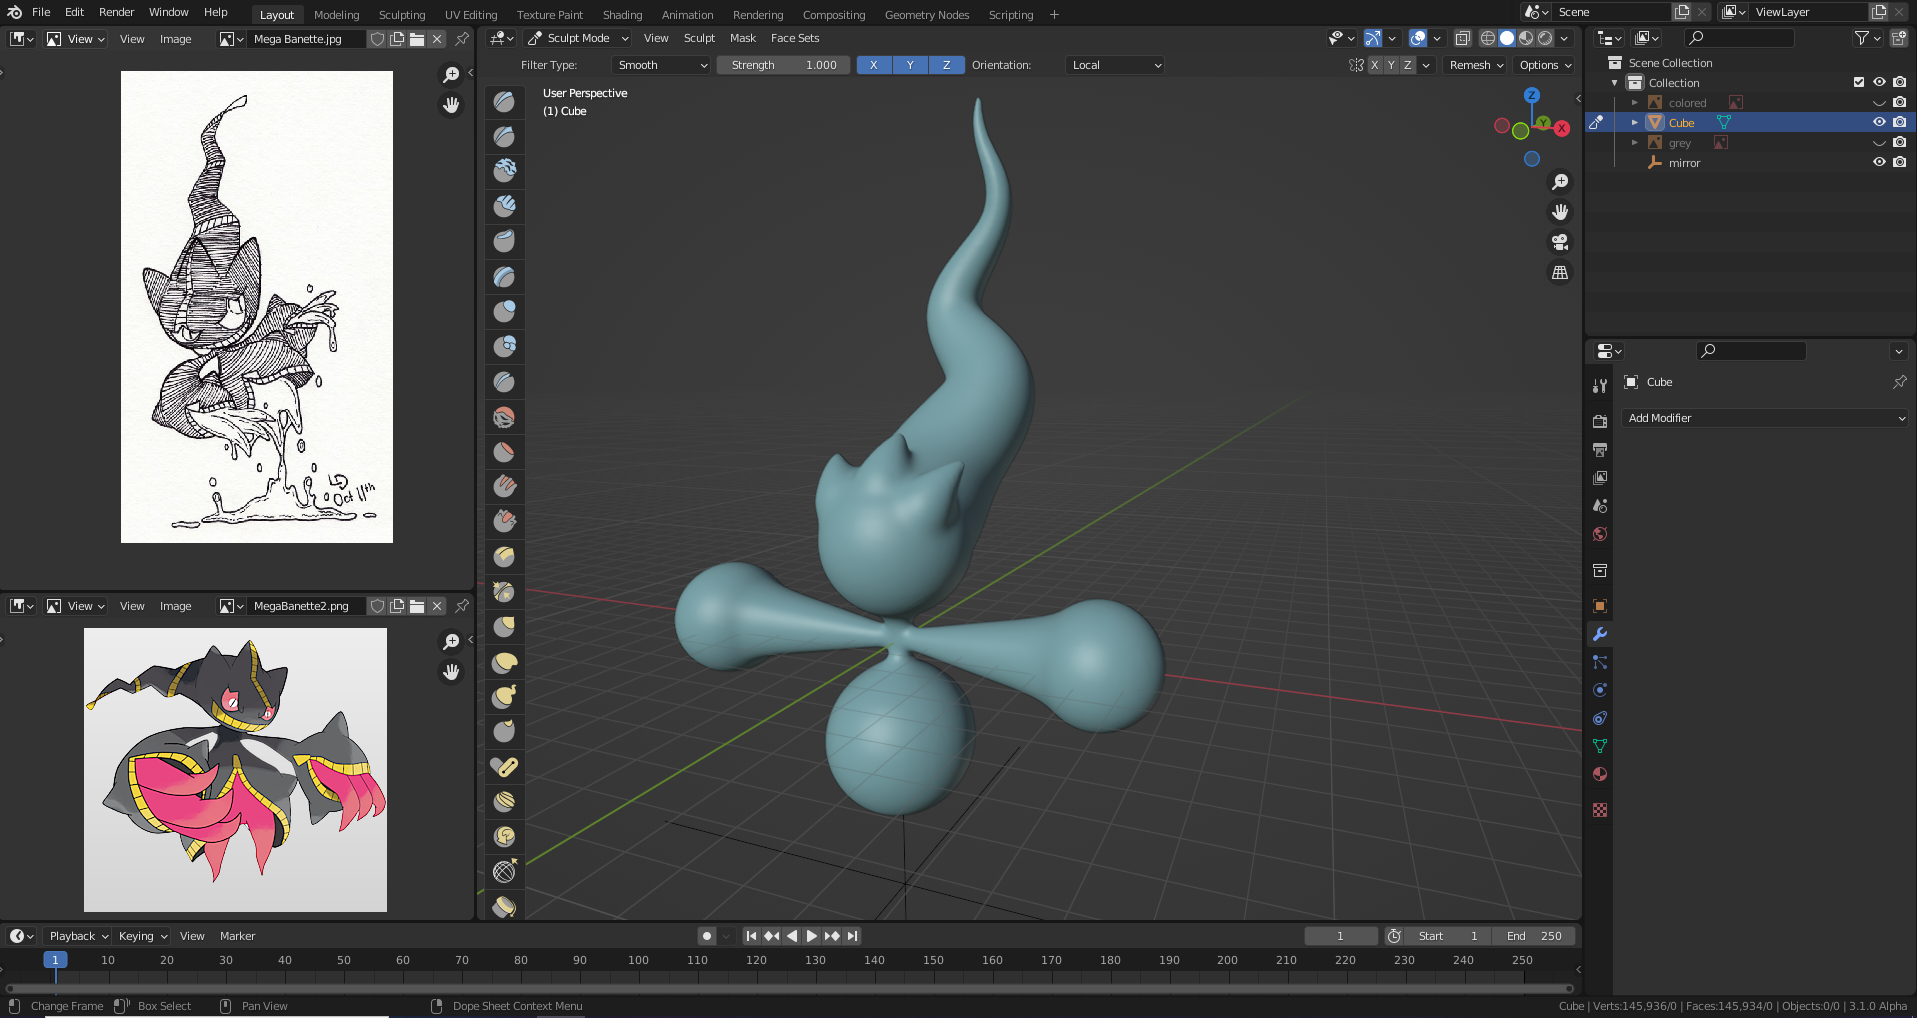 File Edit Render Window Help Layout Modeling Sculpting UV Editing Texture Paint Shading Animation Rendering Compositing Geometry Nodes Scripting + Scene ViewLayer
View View Image Mega Banette.jpg Sculpt Mode View Sculpt Mask Face Sets
Filter Type: Smooth Strength 1.000 X Y Z Orientation: Local X Y Z Remesh Options
User Perspective
(1) Cube
Z
Y
X
Scene Collection
Collection
colored
Cube
grey
mirror
LD
Oct 11th
Cube
Add Modifier
View View Image MegaBanette2.png
Playback Keying View Marker 1 Start 1 End 250
1 10 20 30 40 50 60 70 80 90 100 110 120 130 140 150 160 170 180 190 200 210 220 230 240 250
Change Frame Box Select Pan View Dope Sheet Context Menu Cube | Verts:145,936/0 | Faces:145,934/0 | Objects:0/0 | 3.1.0 Alpha